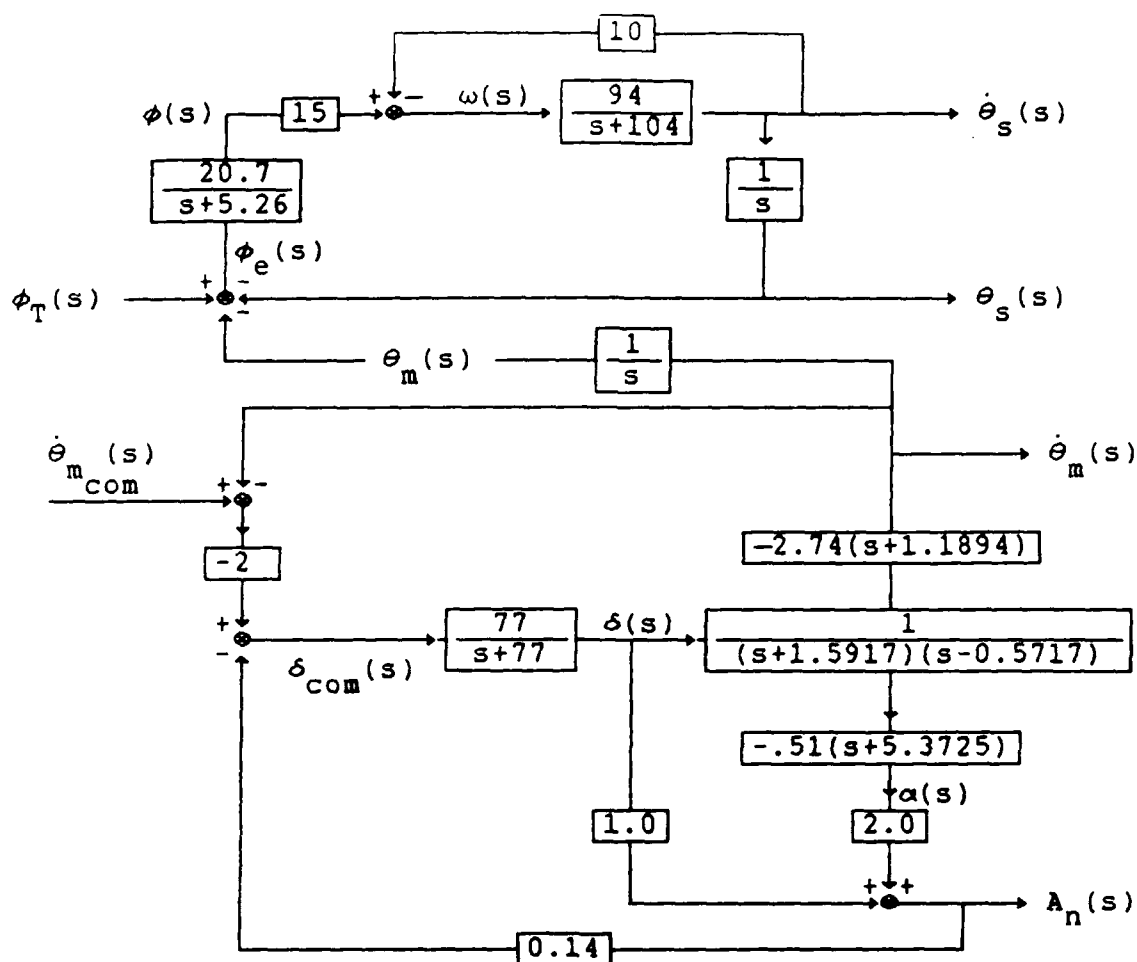 10
ϕ(s)
15
+
−
ω(s)
94
s+104
θ̇s(s)
20.7
s+5.26
1
s
ϕe(s)
+
−
ϕT(s)
−
θs(s)
θm(s)
1
s
θ̇m(s)
com
+
−
θ̇m(s)
-2
−2.74(s+1.1894)
+
−
δcom(s)
77
s+77
δ(s)
1
(s+1.5917)(s-0.5717)
-.51(s+5.3725)
α(s)
1.0
2.0
+
+
An(s)
0.14